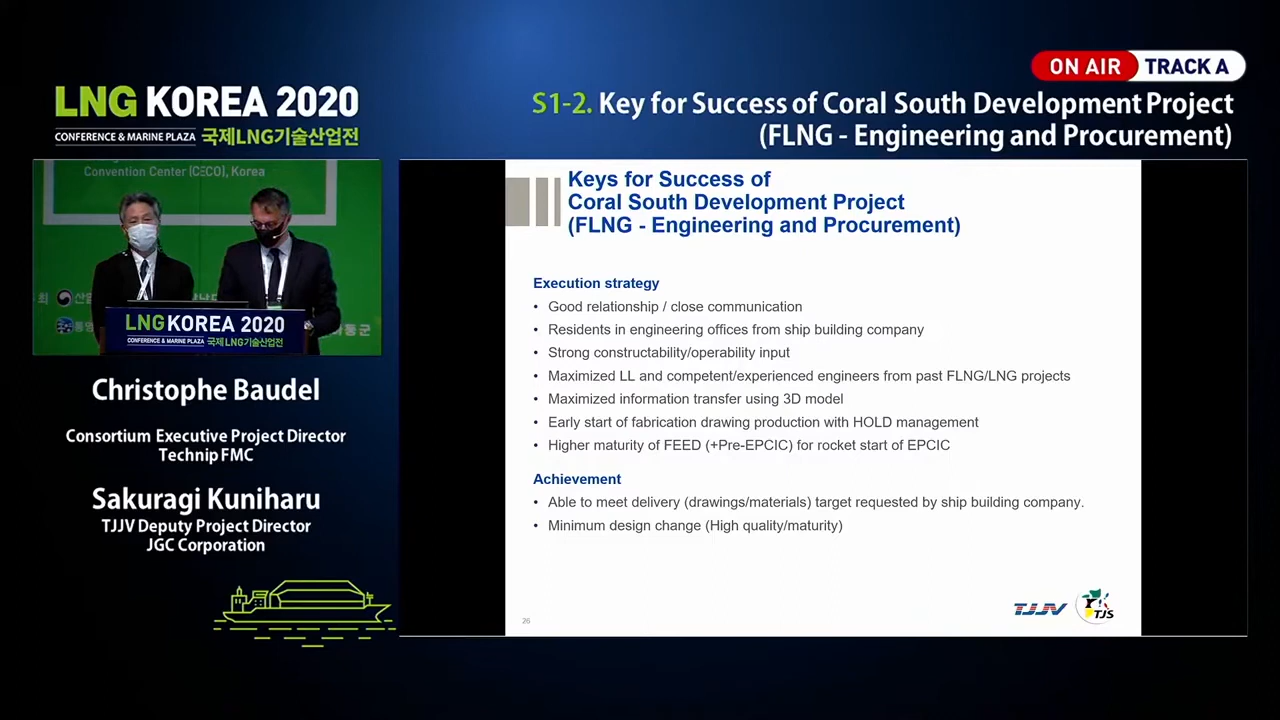 ON AIR TRACK A
LNG KOREA 2020
CONFERENCE & MARINE PLAZA 국제LNG기술산업전
S1-2. Key for Success of Coral South Development Project
(FLNG - Engineering and Procurement)
Convention Center (CECO), Korea
LNG KOREA 2020
CONFERENCE & MARINE PLAZA 국제LNG기술산업전
Christophe Baudel
Consortium Executive Project Director
Technip FMC
Sakuragi Kuniharu
TJJV Deputy Project Director
JGC Corporation
Keys for Success of
Coral South Development Project
(FLNG - Engineering and Procurement)
Execution strategy
• Good relationship / close communication
• Residents in engineering offices from ship building company
• Strong constructability/operability input
• Maximized LL and competent/experienced engineers from past FLNG/LNG projects
• Maximized information transfer using 3D model
• Early start of fabrication drawing production with HOLD management
• Higher maturity of FEED (+Pre-EPCIC) for rocket start of EPCIC
Achievement
• Able to meet delivery (drawings/materials) target requested by ship building company.
• Minimum design change (High quality/maturity)
26
TJJV
TJS